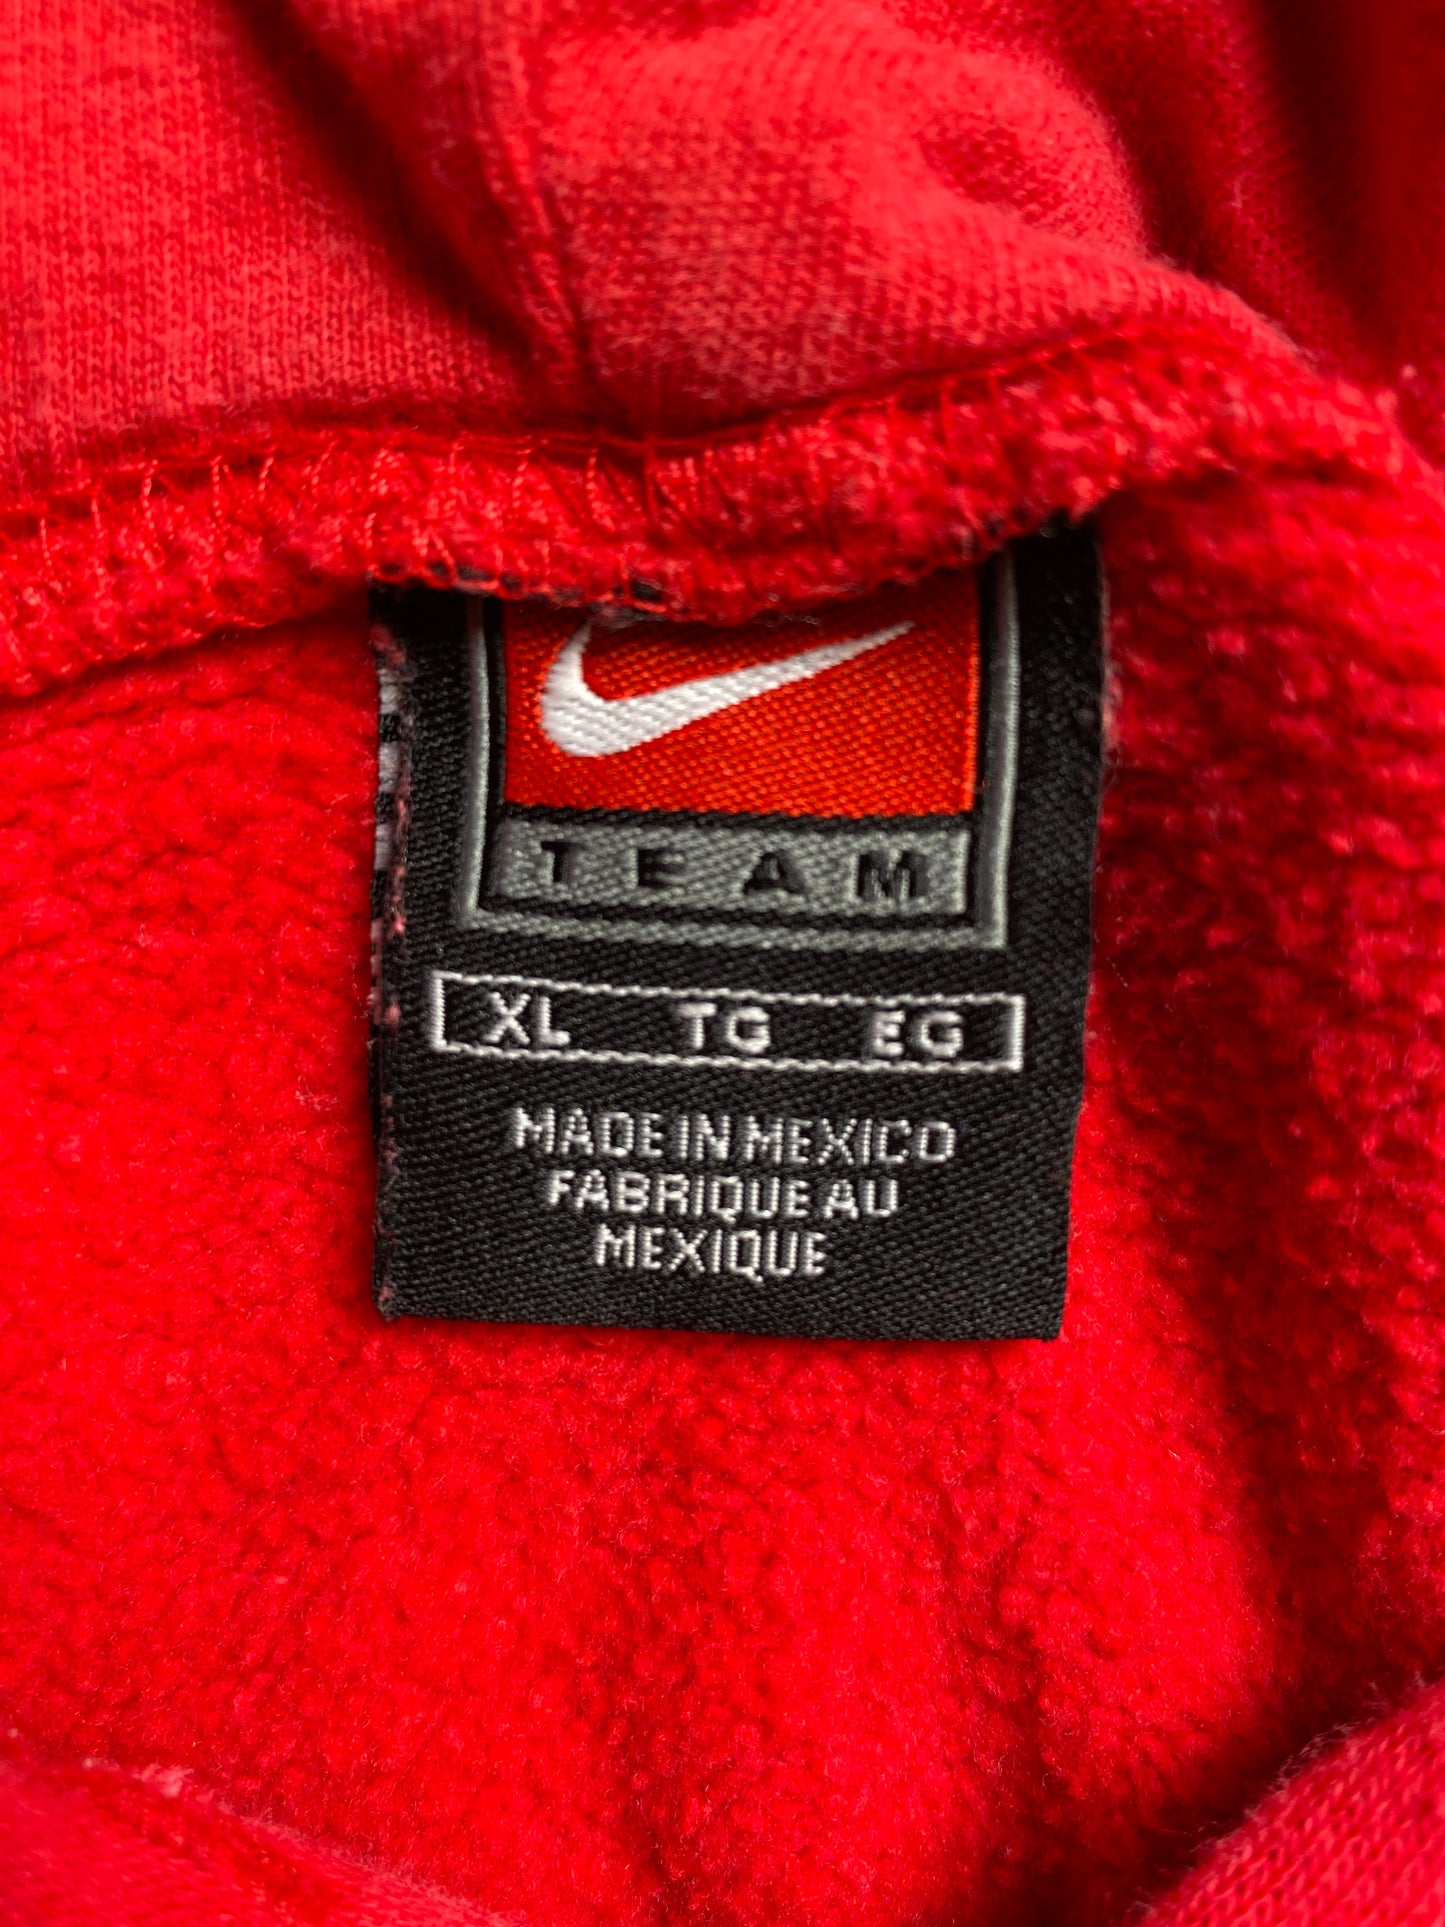 TEAM
XL TG EG
MADE IN MEXICO
FABRIQUE AU
MEXIQUE